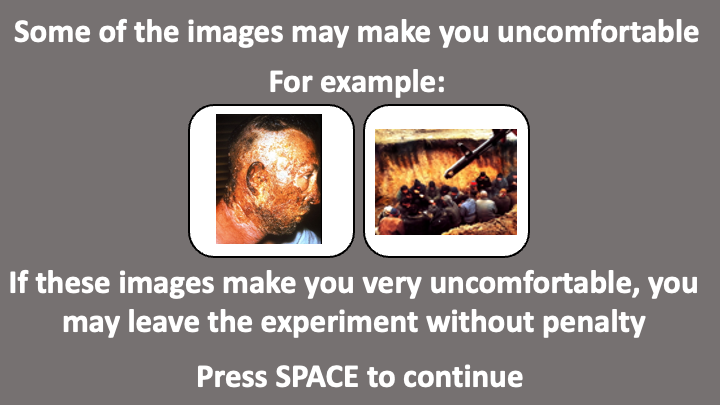 Some of the images may make you uncomfortable
For example:
If these images make you very uncomfortable, you
may leave the experiment without penalty
Press SPACE to continue